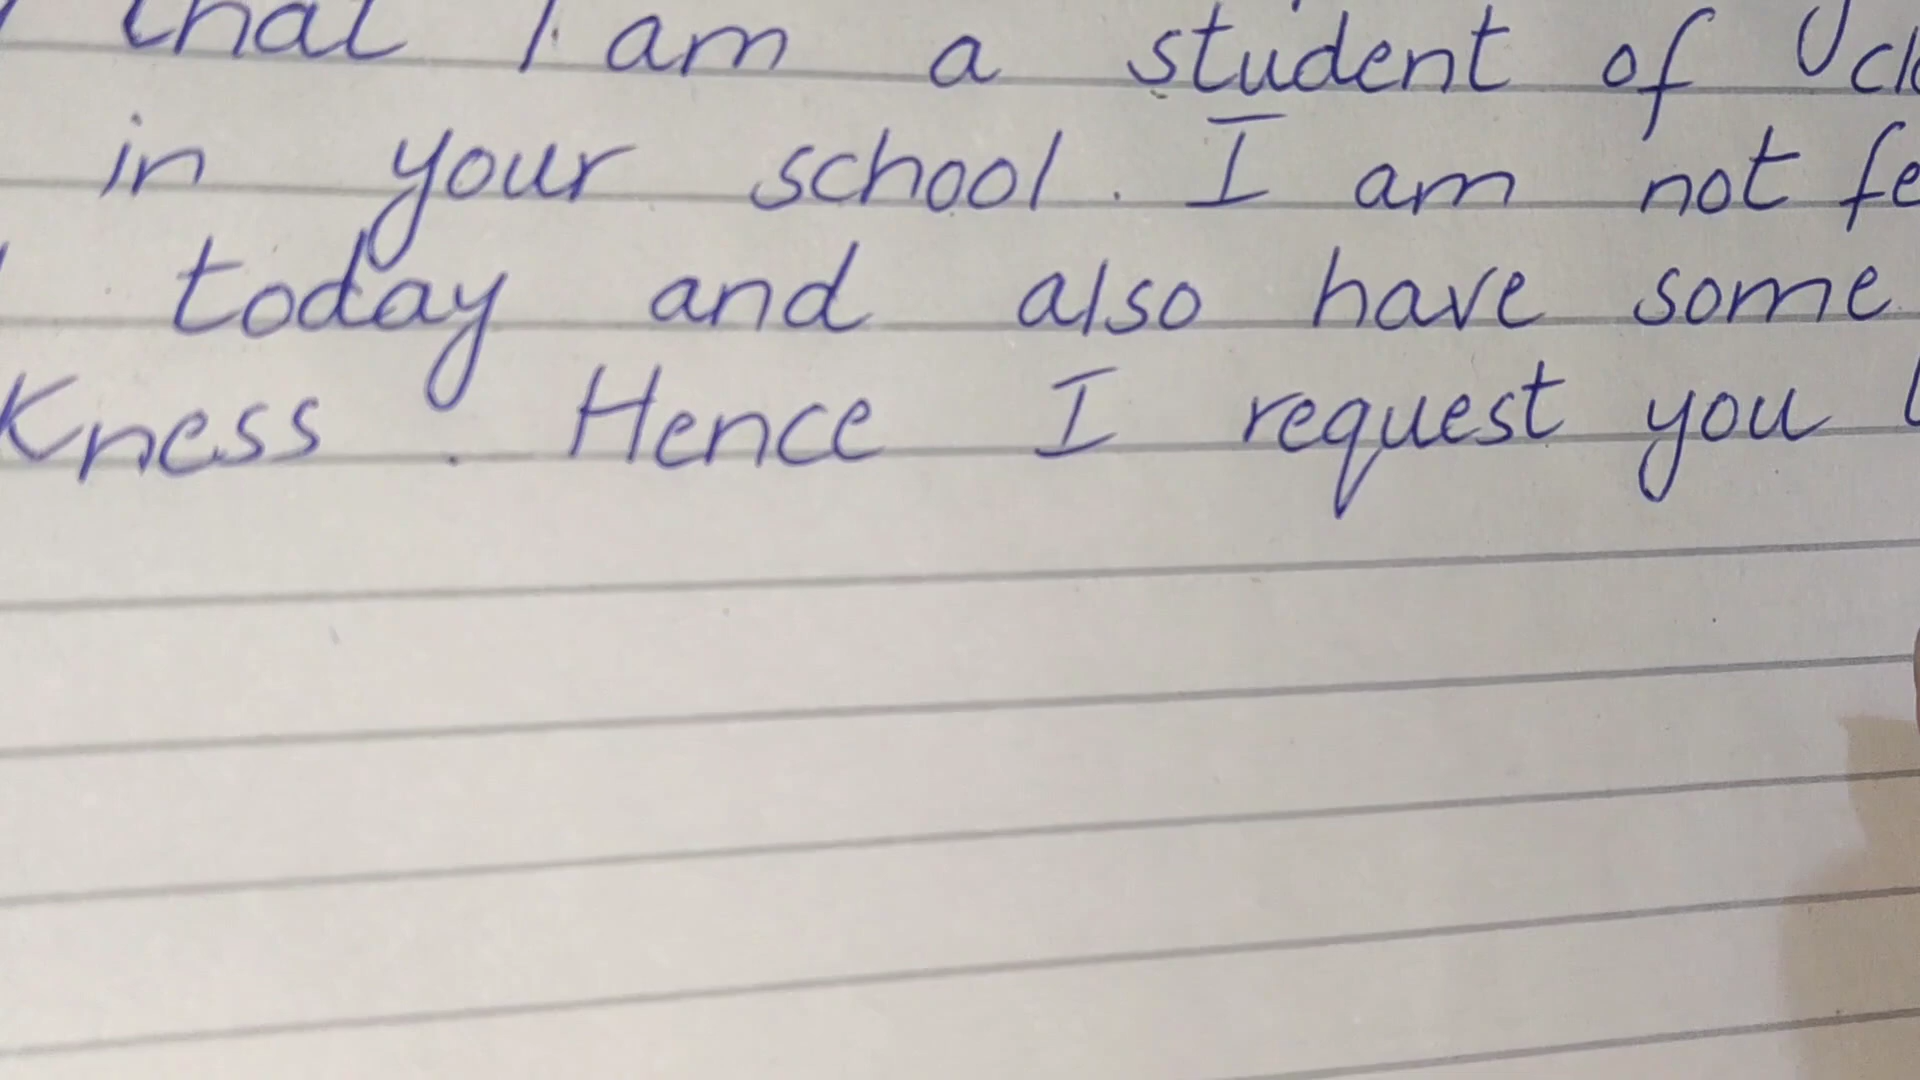 that I am a student of
in your school. I am not
today and also have some
kness. Hence I request you